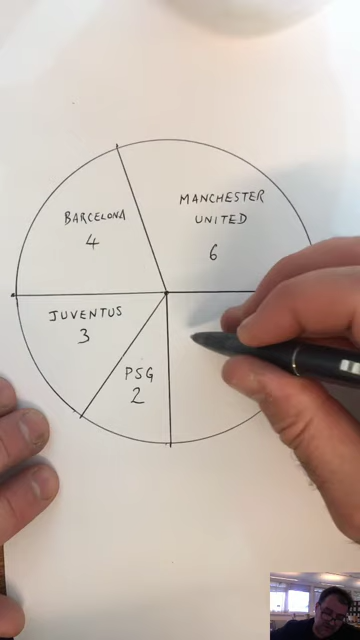 BARCELONA
4
MANCHESTER
UNITED
6
JUVENTUS
3
PSG
2